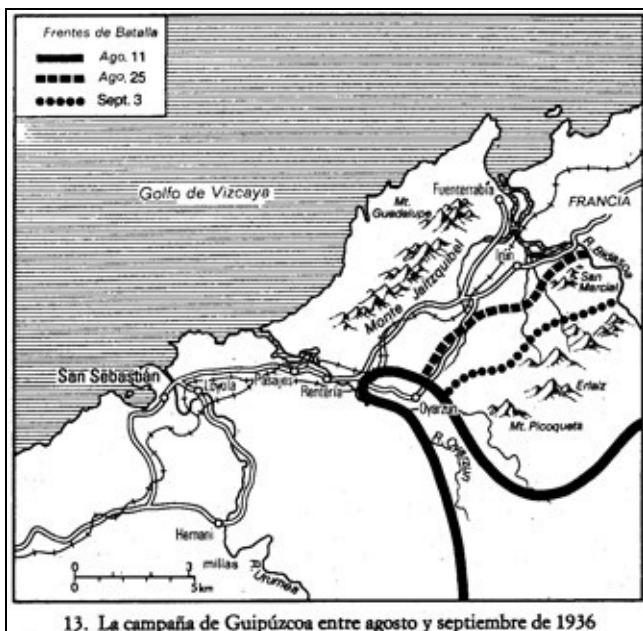 Frentes de Batalla
Ago. 11
Ago. 25
Sept. 3
Golfo de Vizcaya
Fuenterrabía
FRANCIA
Mt.
Guadalupe
Irún
R. Bidasoa
Monte Jaitzquibel
San
Marcial
San Sebastián
Loyola
Pasajes
Rentería
Oyarzun
Erlaiz
Mt. Picoqueta
R. Oyarzun
Hernani
R. Urumea
millas
0 3
0 5
km
13. La campaña de Guipúzcoa entre agosto y septiembre de 1936